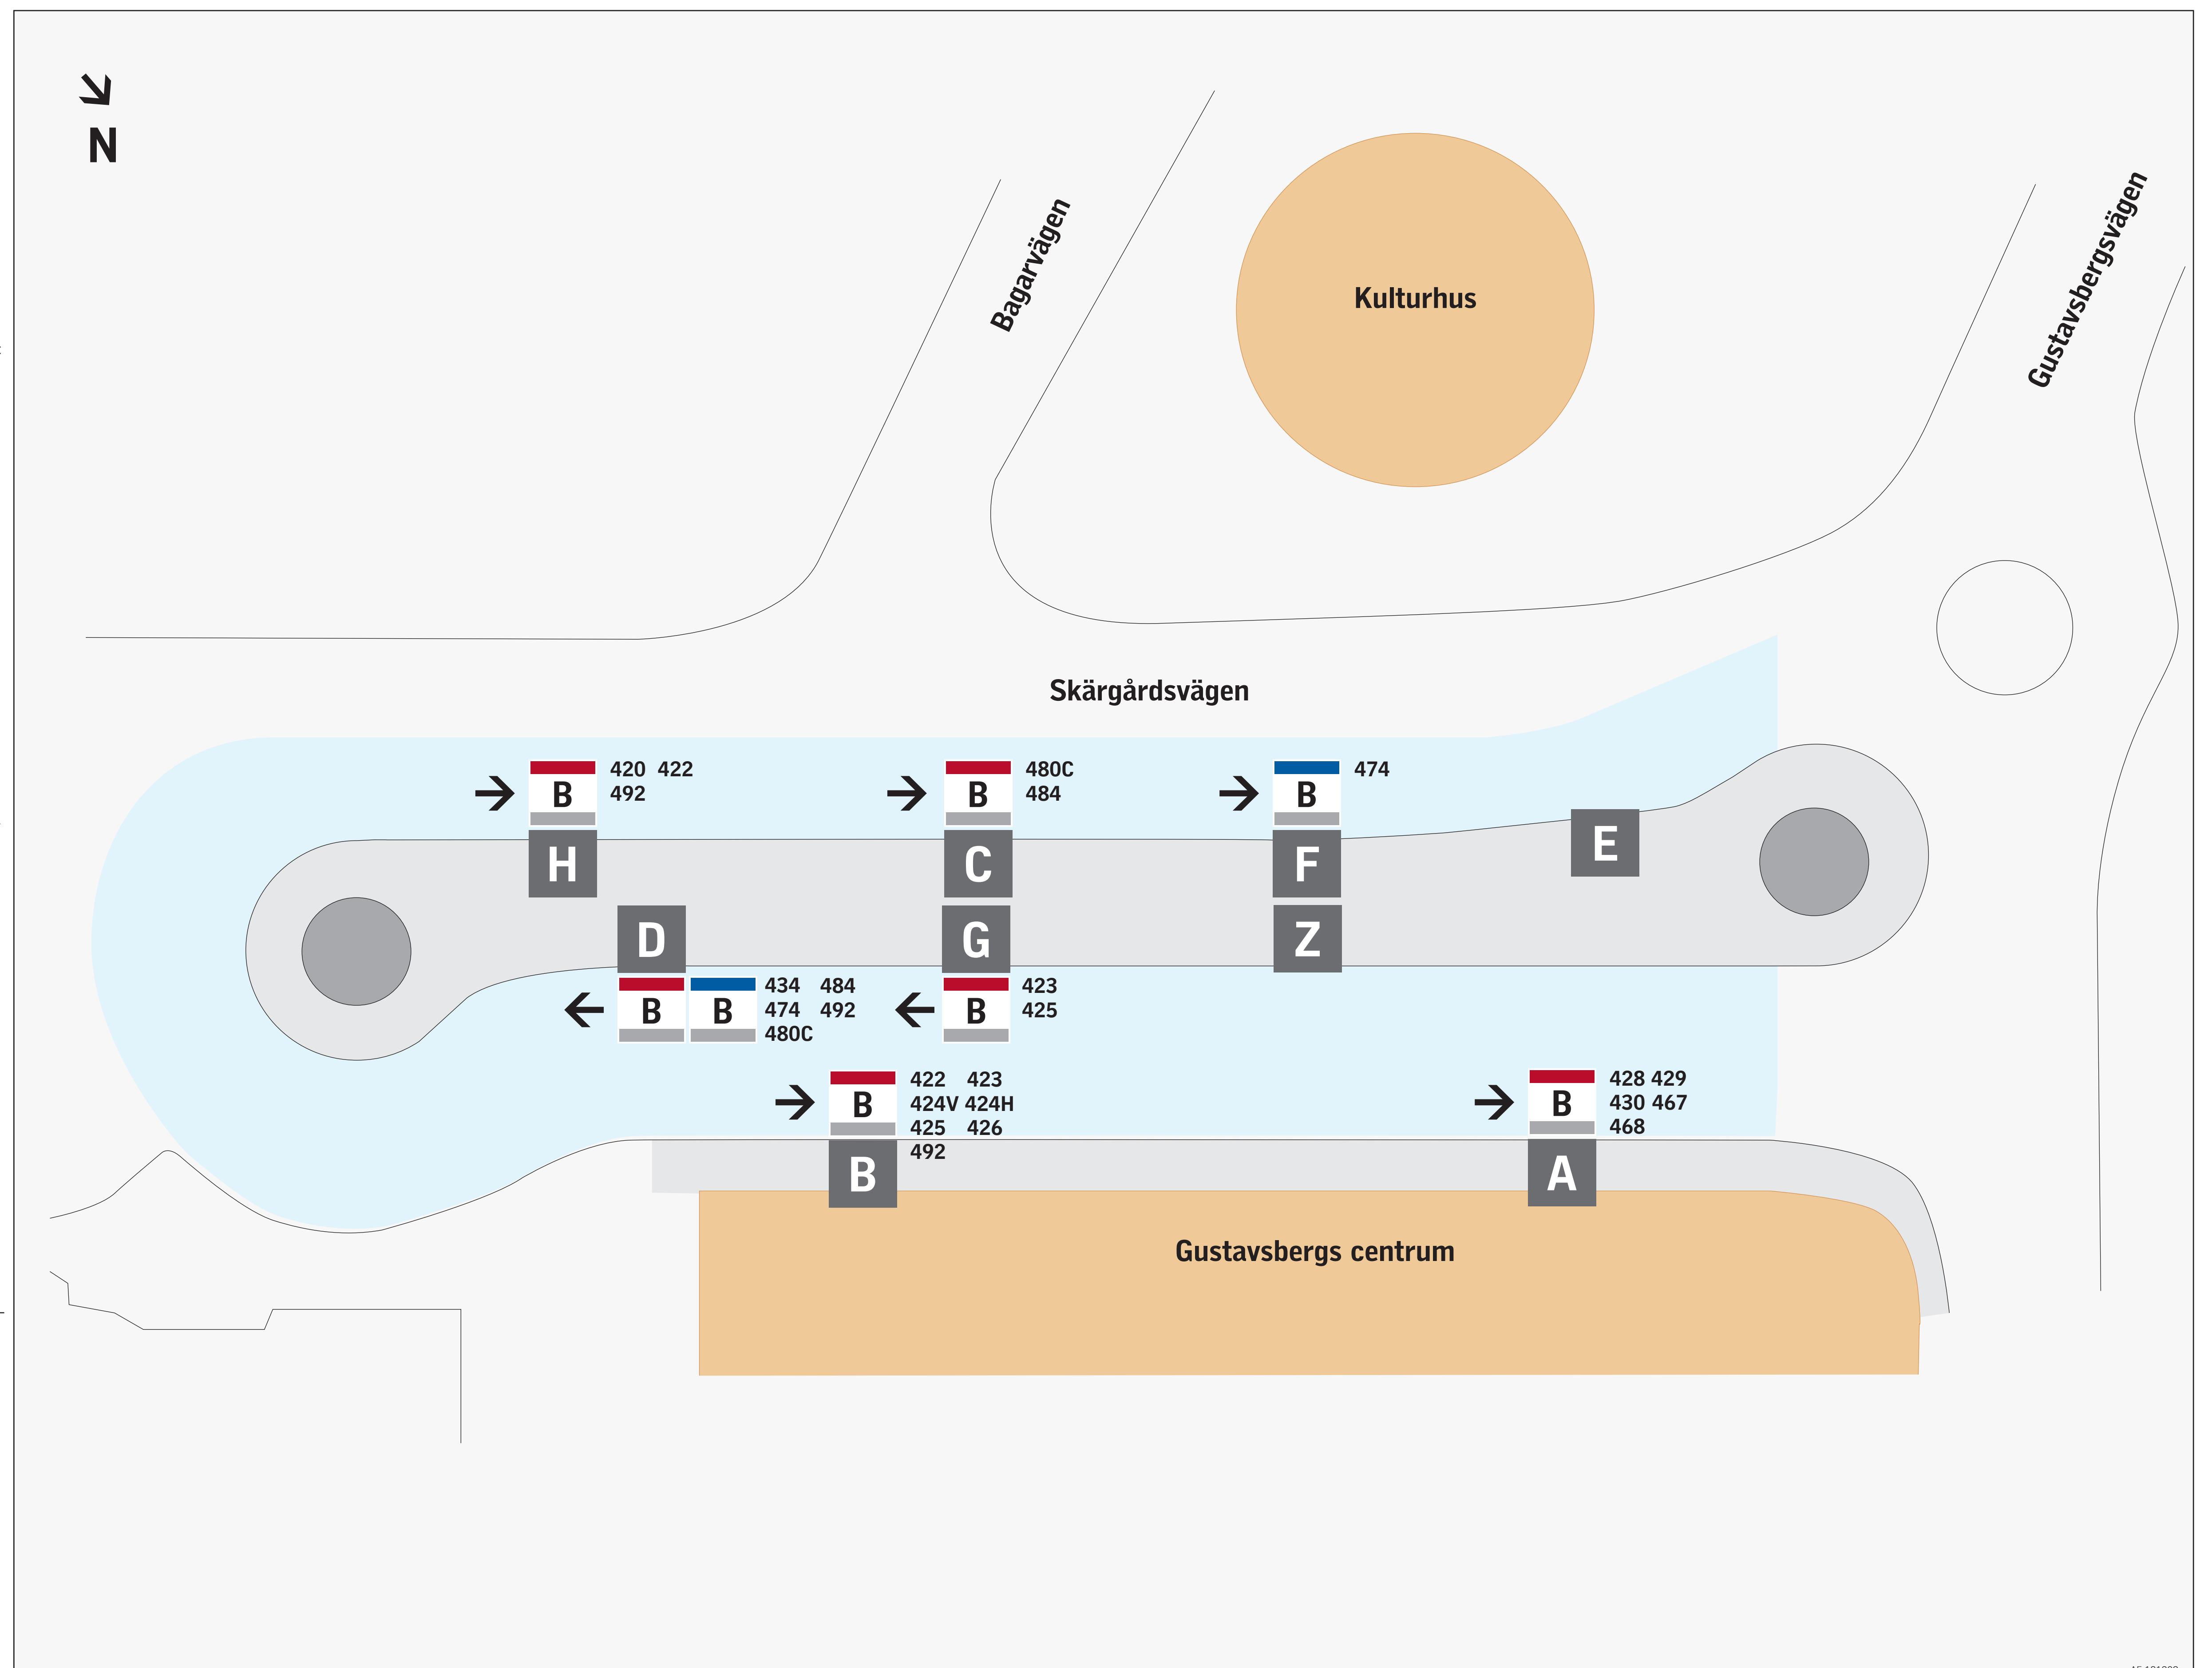 N
Bagarvägen
Kulturhus
Gustavsbergsvägen
Skärgårdsvägen
B
420 422
492
H
B
480C
484
C
B
474
F
E
D
G
Z
B
B
434 484
474 492
480C
B
423
425
B
422 423
424V 424H
425 426
492
B
B
428 429
430 467
468
A
Gustavsbergs centrum